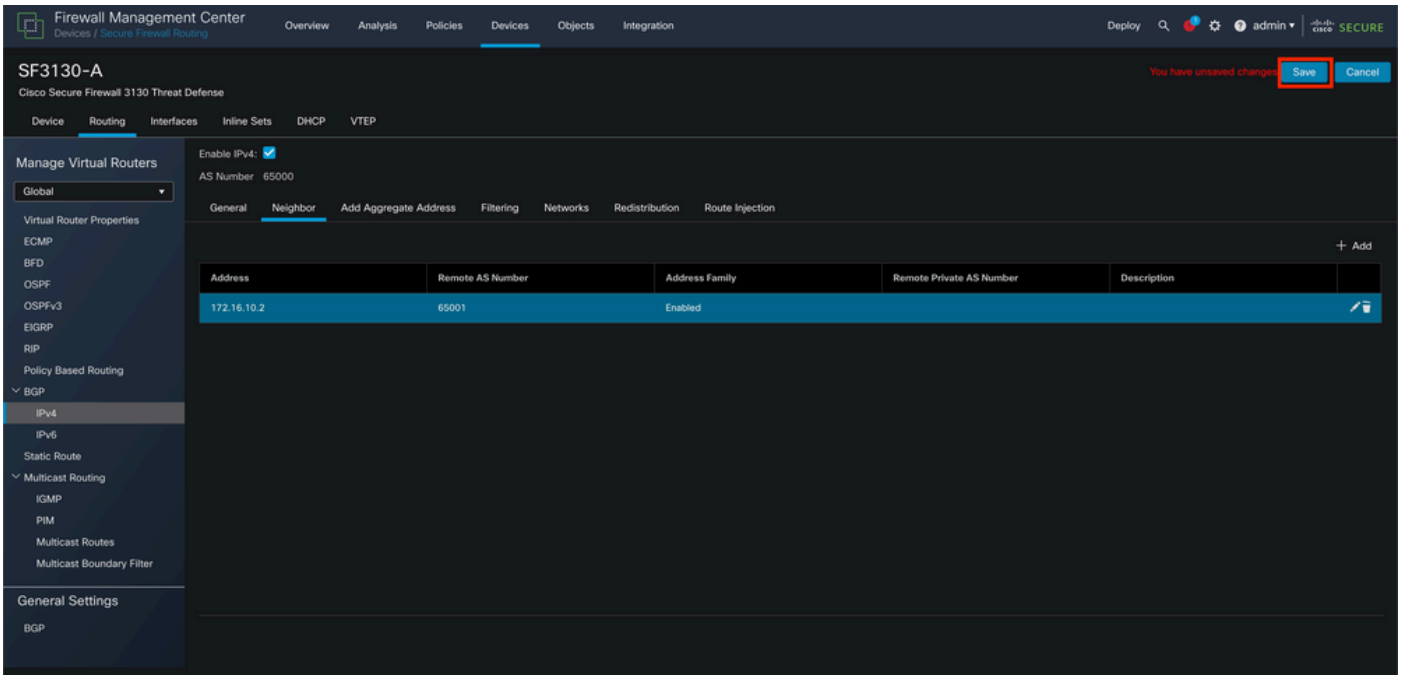 Firewall Management Center
Devices / Secure Firewall Routing
Overview Analysis Policies Devices Objects Integration
Deploy 1 ? admin cisco SECURE
SF3130-A
Cisco Secure Firewall 3130 Threat Defense
You have unsaved changes Save Cancel
Device Routing Interfaces Inline Sets DHCP VTEP
Manage Virtual Routers
Global
Virtual Router Properties
ECMP
BFD
OSPF
OSPFv3
EIGRP
RIP
Policy Based Routing
BGP
IPv4
IPv6
Static Route
Multicast Routing
IGMP
PIM
Multicast Routes
Multicast Boundary Filter
General Settings
BGP
Enable IPv4:
AS Number 65000
General Neighbor Add Aggregate Address Filtering Networks Redistribution Route Injection
+ Add
Address Remote AS Number Address Family Remote Private AS Number Description
172.16.10.2 65001 Enabled